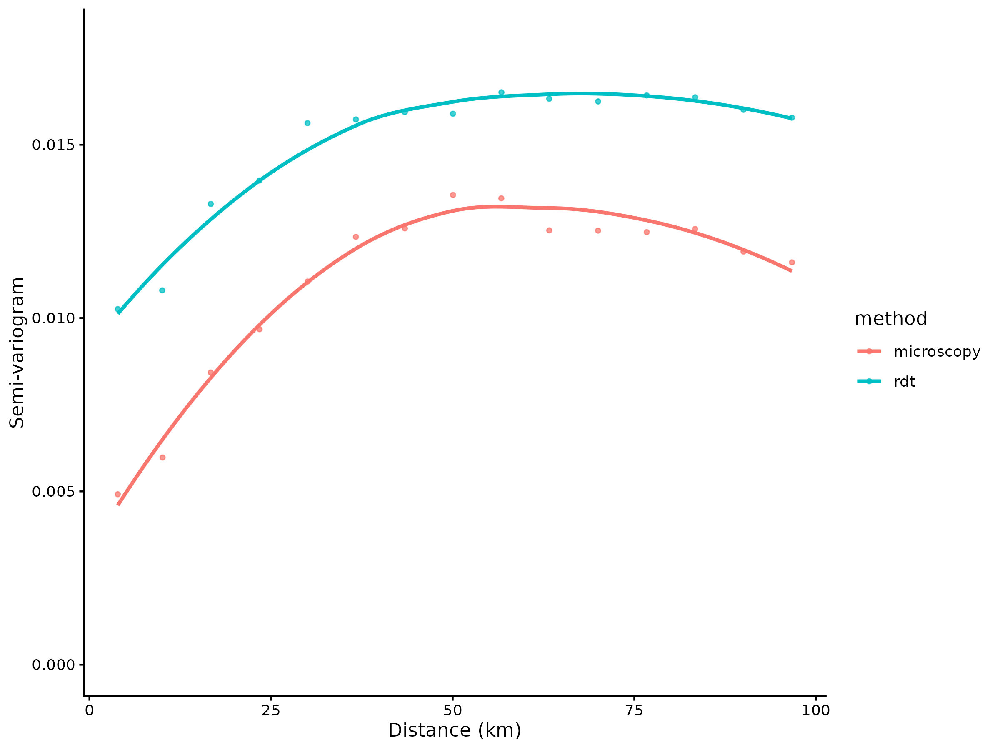 Semi-variogram
0.015
0.010
0.005
0.000
0 25 50 75 100
Distance (km)
method
microscopy
rdt